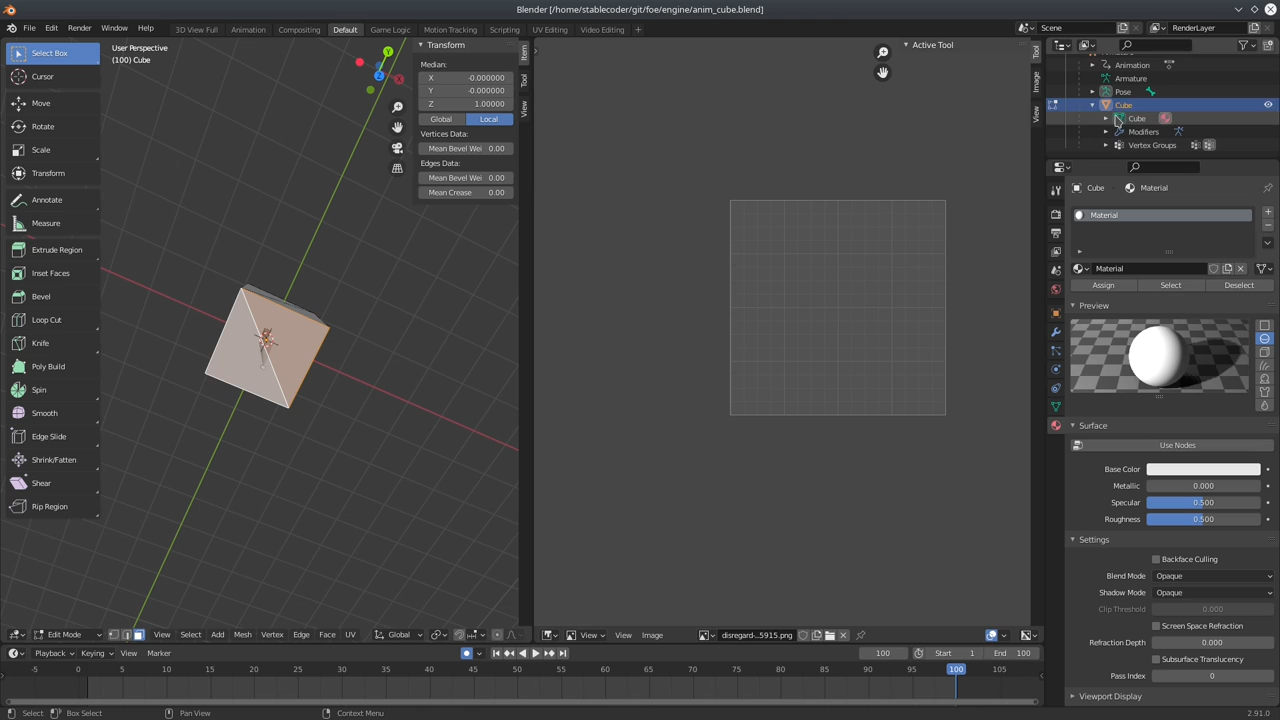 Blender [/home/stablecoder/git/foe/engine/anim_cube.blend]
File Edit Render Window Help
3D View Full Animation Compositing Default Game Logic Motion Tracking Scripting UV Editing Video Editing +
Scene RenderLayer
Select Box
Cursor
Move
Rotate
Scale
Transform
Annotate
Measure
Extrude Region
Inset Faces
Bevel
Loop Cut
Knife
Poly Build
Spin
Smooth
Edge Slide
Shrink/Fatten
Shear
Rip Region
User Perspective
(100) Cube
Y
Z
Transform
Median:
X -0.000000
Y -0.000000
Z 1.00000
Global Local
Vertices Data:
Mean Bevel Wei 0.00
Edges Data:
Mean Bevel Wei 0.00
Mean Crease 0.00
Item
Tool
View
Active Tool
Tool
Image
View
Animation
Armature
Pose
Cube
Cube
Modifiers
Vertex Groups
Cube Material
Material
Material
Assign Select Deselect
Preview
Surface
Use Nodes
Base Color
Metallic 0.000
Specular 0.500
Roughness 0.500
Settings
Backface Culling
Blend Mode Opaque
Shadow Mode Opaque
Clip Threshold 0.000
Screen Space Refraction
Refraction Depth 0.000
Subsurface Translucency
Pass Index 0
Viewport Display
Edit Mode View Select Add Mesh Vertex Edge Face UV Global
View View Image disregard-...5915.png
Playback Keying View Marker 100 Start 1 End 100
-5 0 5 10 15 20 25 30 35 40 45 50 55 60 65 70 75 80 85 90 95 100 105
Select Box Select Pan View Context Menu 2.91.0